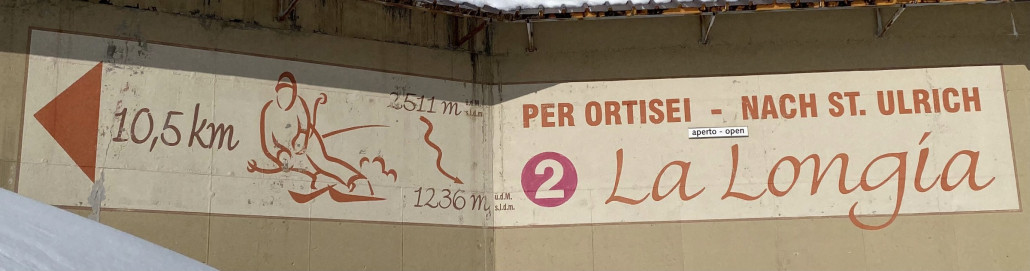 10,5 km
2511 m ü.d.M. s.l.d.m.
1236 m ü.d.M. s.l.d.m.
PER ORTISEI - NACH ST. ULRICH
aperto - open
2 La Longia